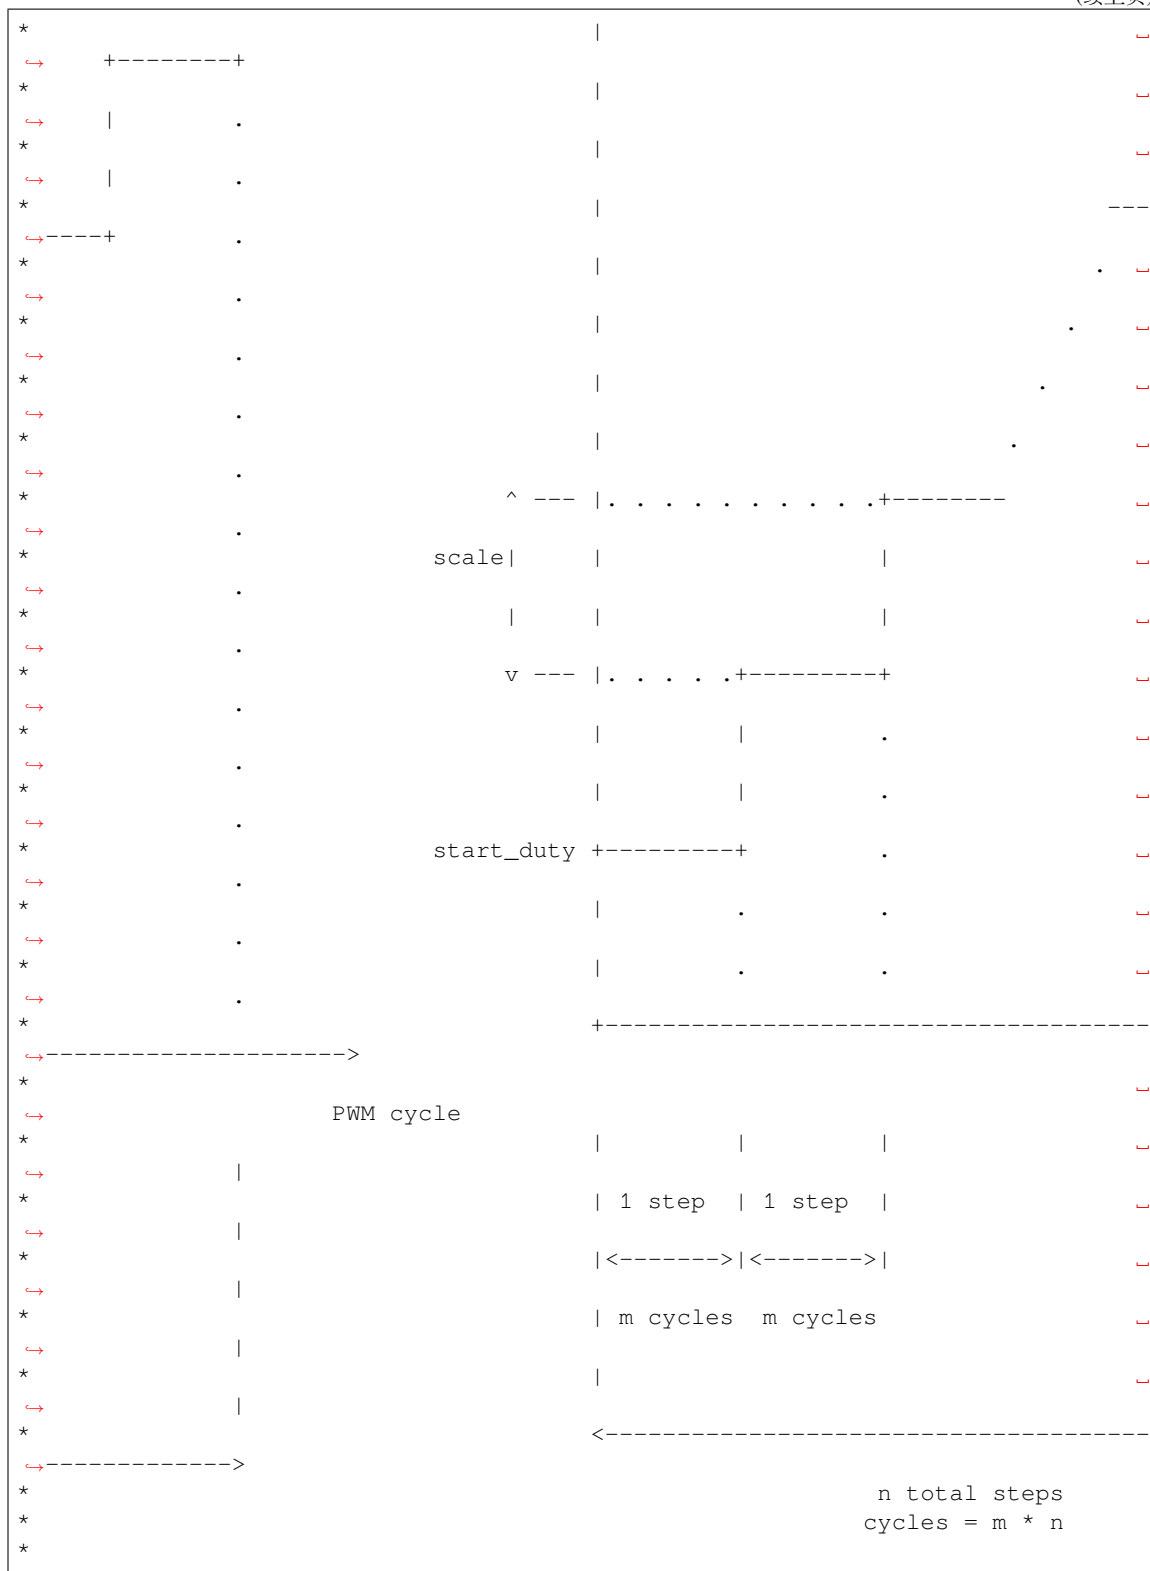 *                                       |                                     ␣
↪    +--------+
*                                       |                                     ␣
↪    |        .
*                                       |                                     ␣
↪    |        .
*                                       |                                   ---
↪----+        .
*                                       |                                  .  ␣
↪             .
*                                       |                                .    ␣
↪             .
*                                       |                              .      ␣
↪             .
*                                       |                            .        ␣
↪             .
*                                 ^ --- |. . . . . . . . . .+--------         ␣
↪             .
*                            scale|     |                   |                 ␣
↪             .
*                                 |     |                   |                 ␣
↪             .
*                                 v --- |. . . . .+---------+                 ␣
↪             .
*                                       |         |         .                 ␣
↪             .
*                                       |         |         .                 ␣
↪             .
*                            start_duty +---------+         .                 ␣
↪             .
*                                       |         .         .                 ␣
↪             .
*                                       |         .         .                 ␣
↪             .
*                                       +--------------------------------------
↪--------------------->
*                                                                             ␣
↪                    PWM cycle
*                                       |         |         |                 ␣
↪             |
*                                       | 1 step  | 1 step  |                 ␣
↪             |
*                                       |<------->|<------->|                 ␣
↪             |
*                                       | m cycles  m cycles                  ␣
↪             |
*                                       |                                     ␣
↪             |
*                                       <--------------------------------------
↪------------->
*                                                           n total steps
*                                                          cycles = m * n
*